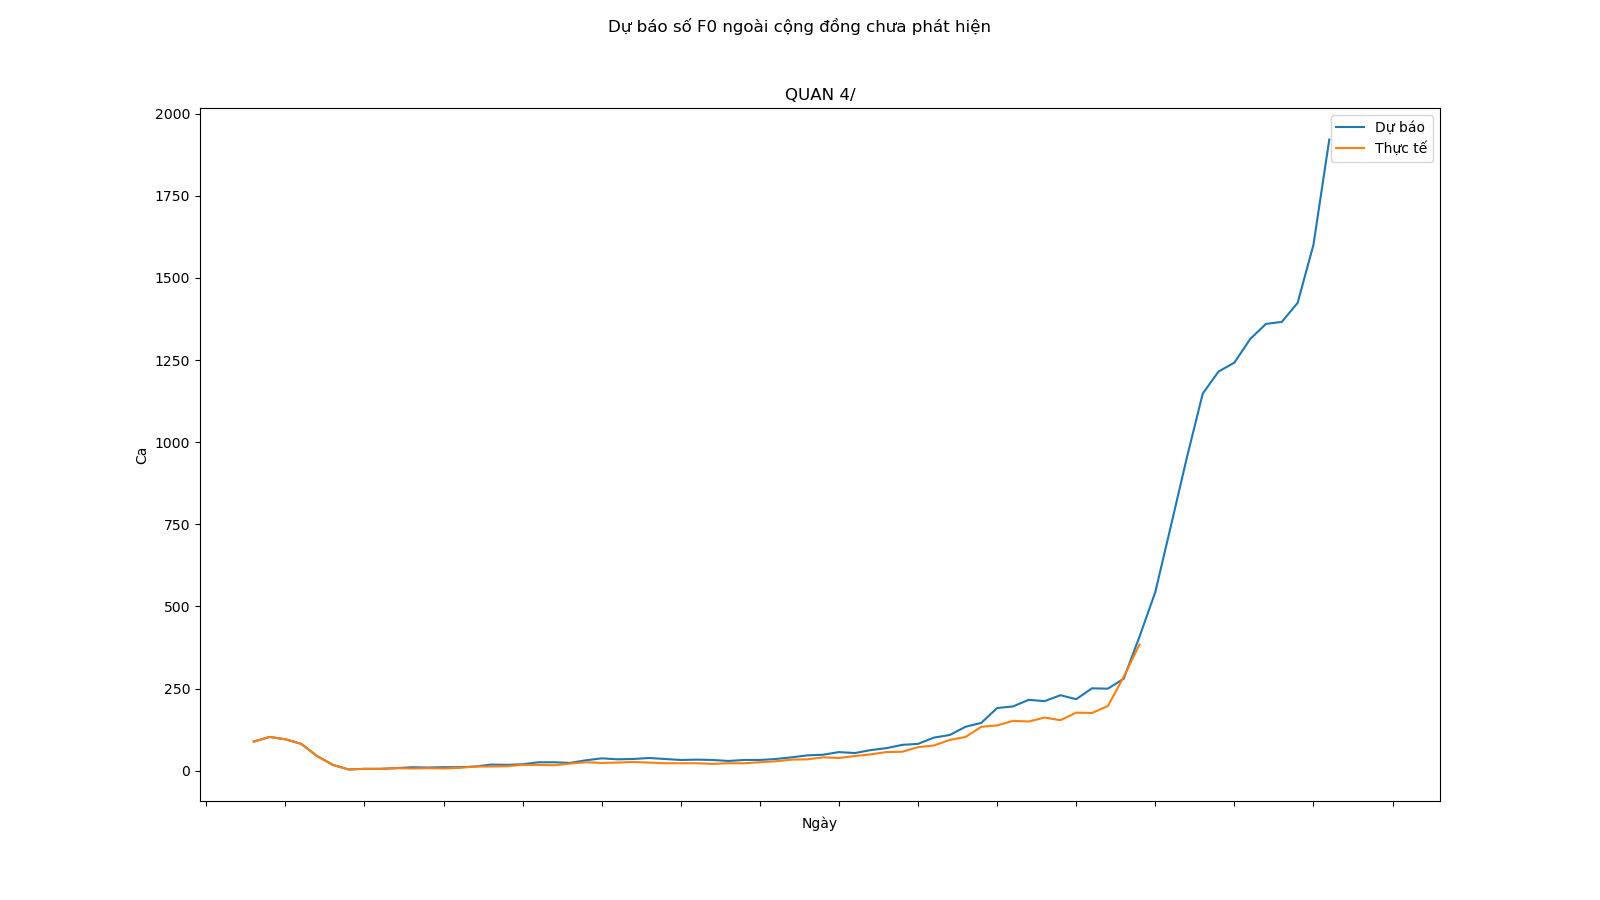 Dự báo số F0 ngoài cộng đồng chưa phát hiện
QUAN 4/
2000
1750
1500
1250
1000
750
500
250
0
Ca
Ngày
Dự báo
Thực tế